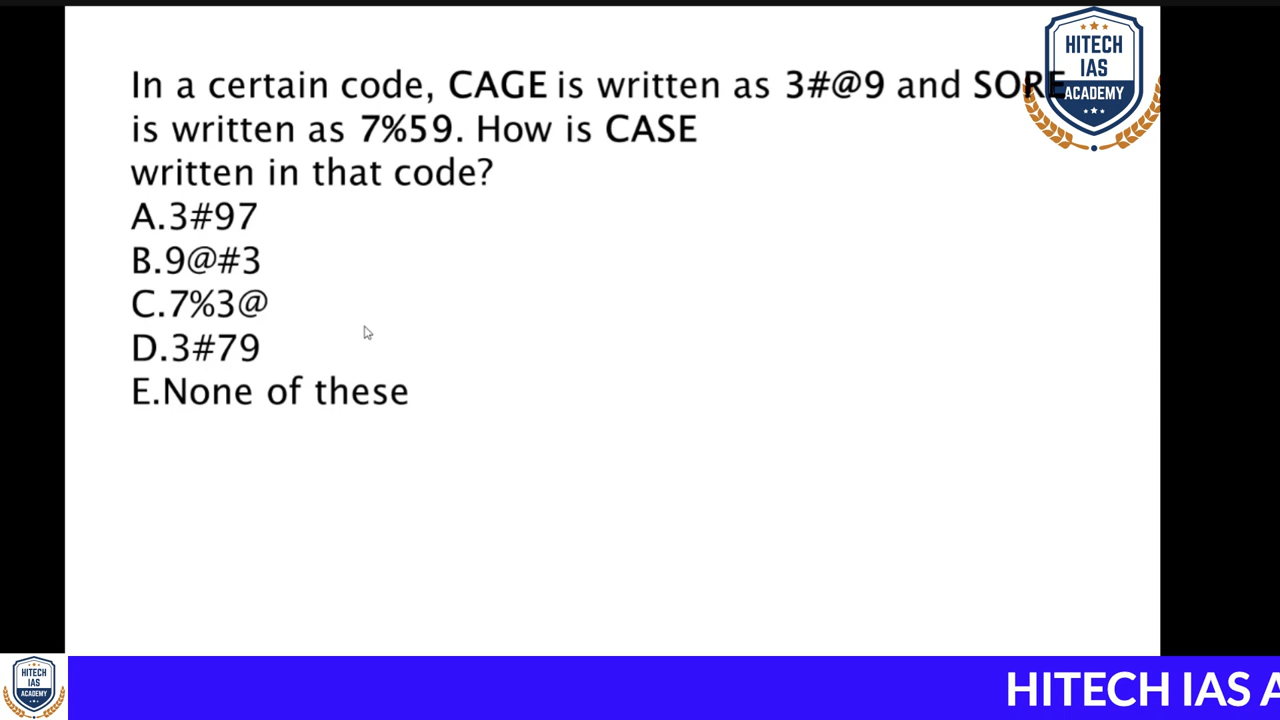 HITECH
IAS
ACADEMY
In a certain code, CAGE is written as 3#@9 and SORE
is written as 7%59. How is CASE
written in that code?
A.3#97
B.9@#3
C.7%3@
D.3#79
E.None of these
HITECH
IAS
ACADEMY
HITECH IAS A